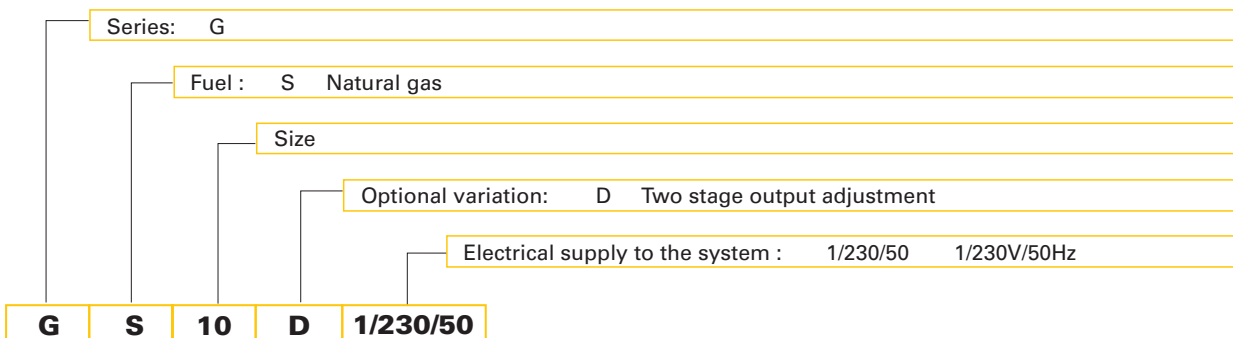 Series: G
Fuel : S Natural gas
Size
Optional variation: D Two stage output adjustment
Electrical supply to the system : 1/230/50 1/230V/50Hz
G S 10 D 1/230/50